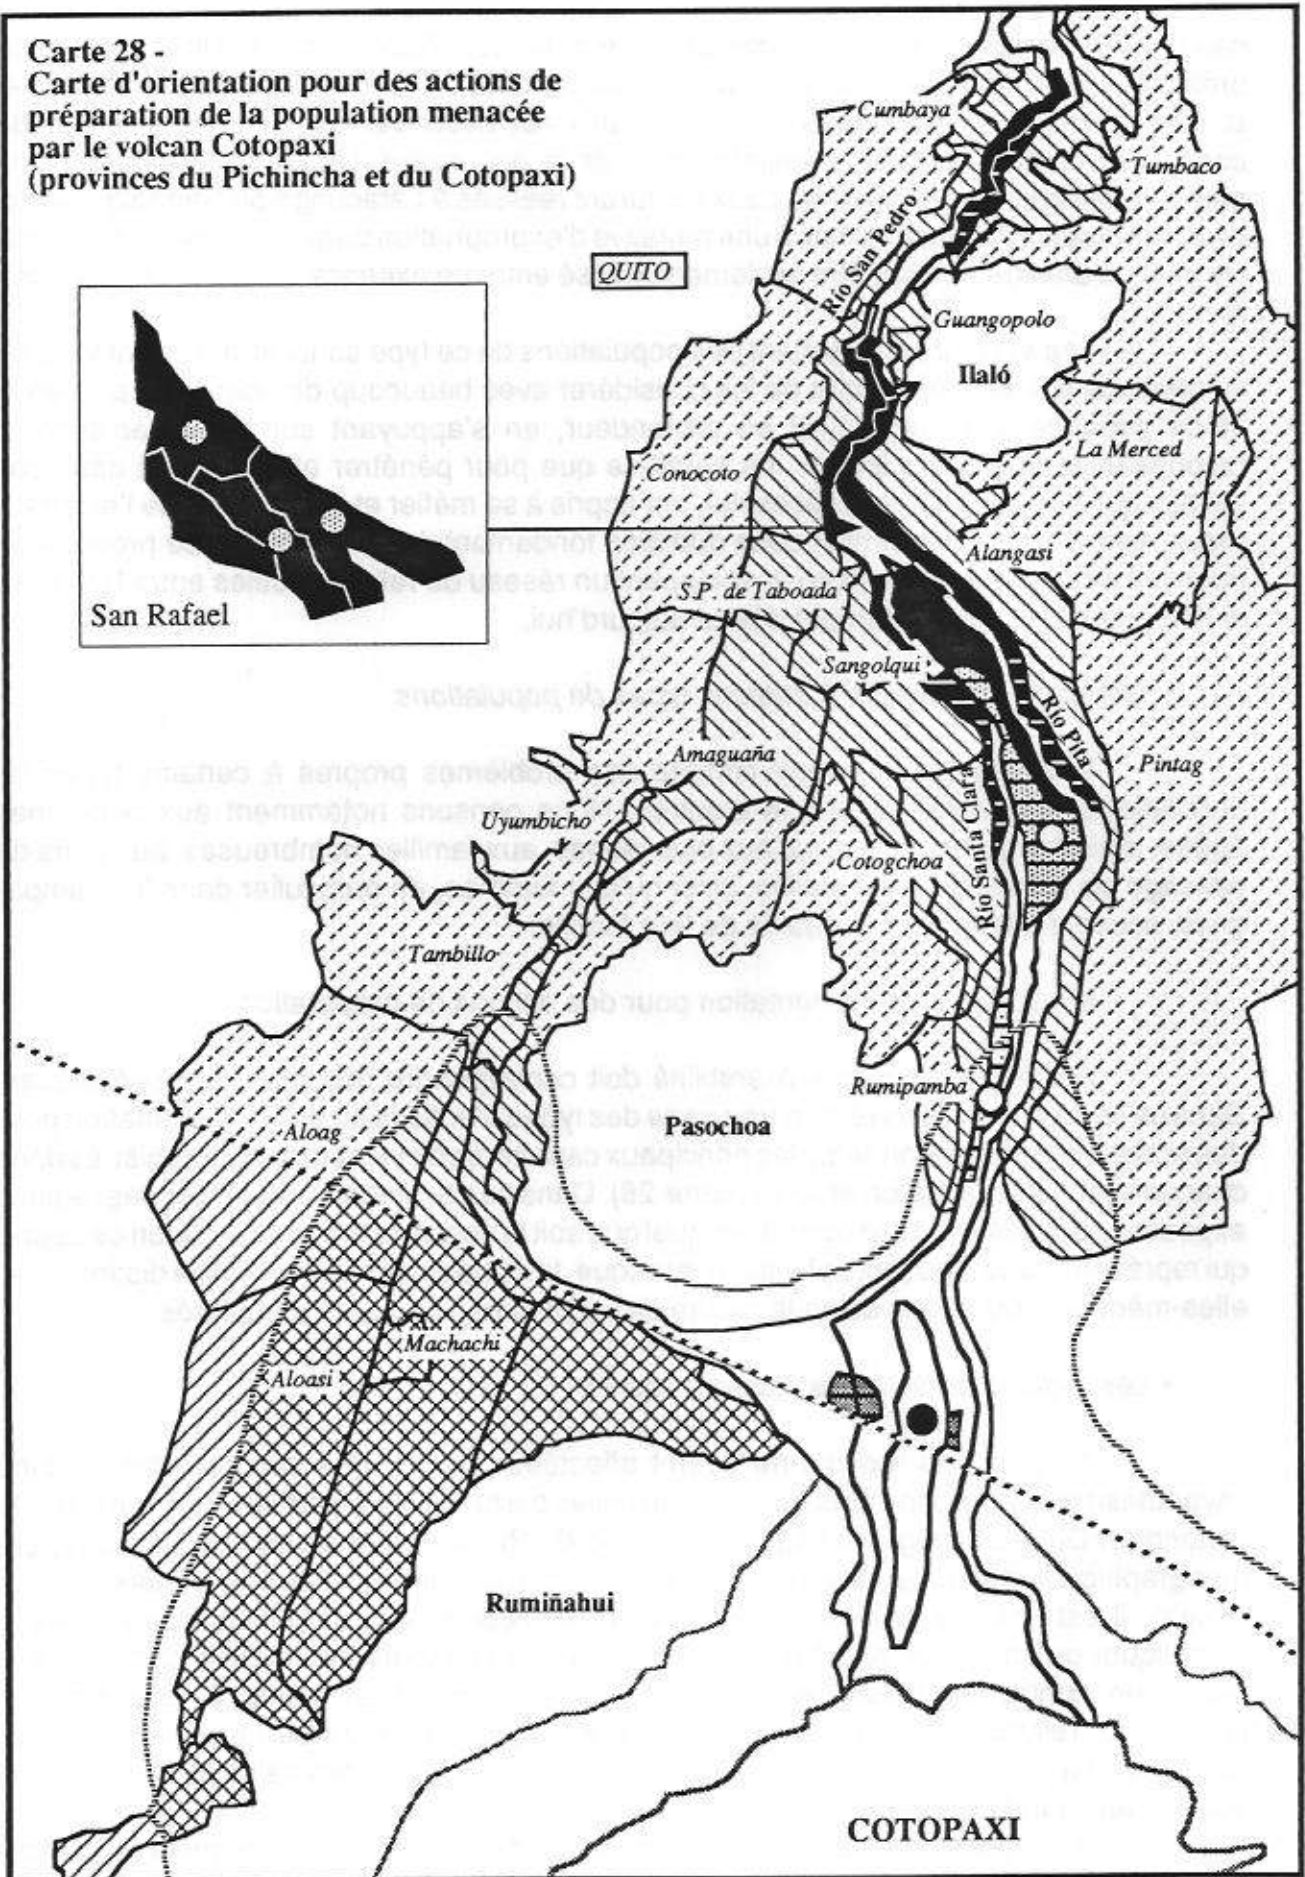 Carte 28 -
Carte d'orientation pour des actions de
préparation de la population menacée
par le volcan Cotopaxi
(provinces du Pichincha et du Cotopaxi)
Cumbaya
Tumbaco
Río San Pedro
QUITO
Guangopolo
Ilaló
La Merced
Conocoto
Alangasi
S.P. de Taboada
San Rafael
Sangolqui
Río Pita
Amaguaña
Pintag
Uyumbicho
Río Santa Clara
Cotogchoa
Tambillo
Rumipamba
Aloag
Pasochoa
Machachi
Aloasi
Rumiñahui
COTOPAXI